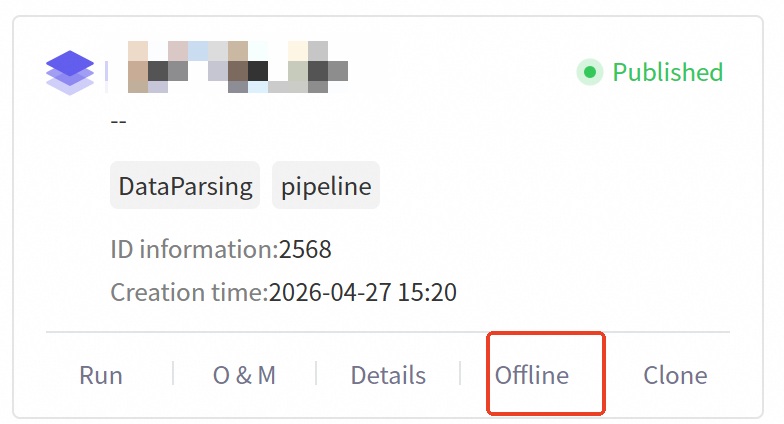 Published
--
DataParsing pipeline
ID information:2568
Creation time:2026-04-27 15:20
Run O & M Details Offline Clone